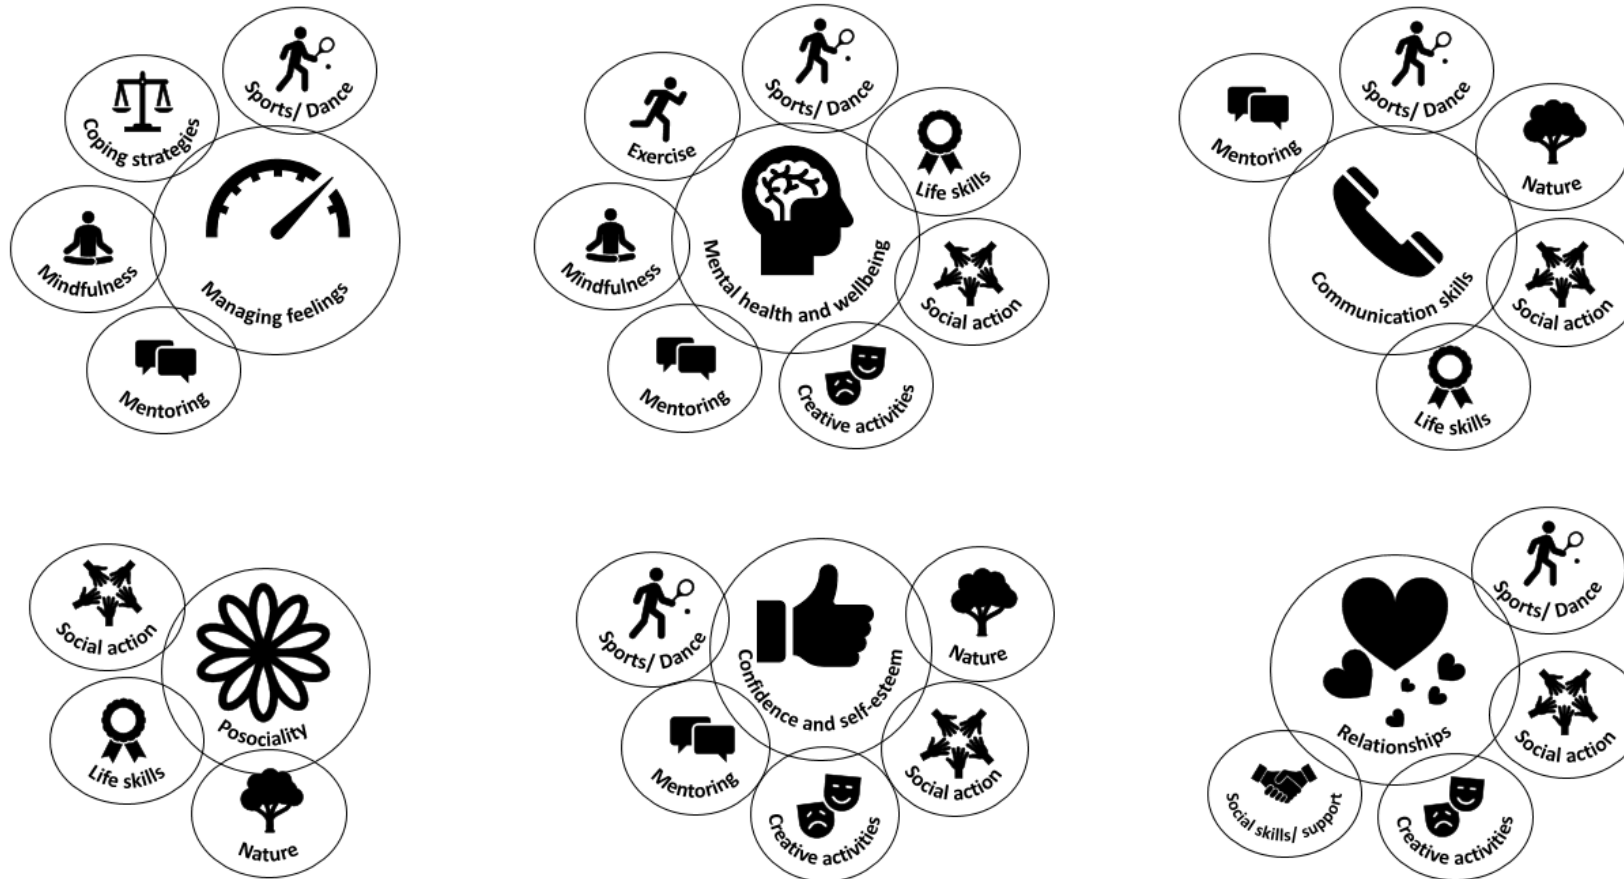 Sports/ Dance
Coping strategies
Mindfulness
Mentoring
Managing feelings
Sports/ Dance
Exercise
Life skills
Mindfulness
Mental health and wellbeing
Social action
Mentoring
Creative activities
Sports/ Dance
Mentoring
Nature
Communication skills
Social action
Life skills
Social action
Posociality
Life skills
Nature
Sports/ Dance
Nature
Confidence and self-esteem
Mentoring
Social action
Creative activities
Sports/ Dance
Relationships
Social action
Social skills/ support
Creative activities